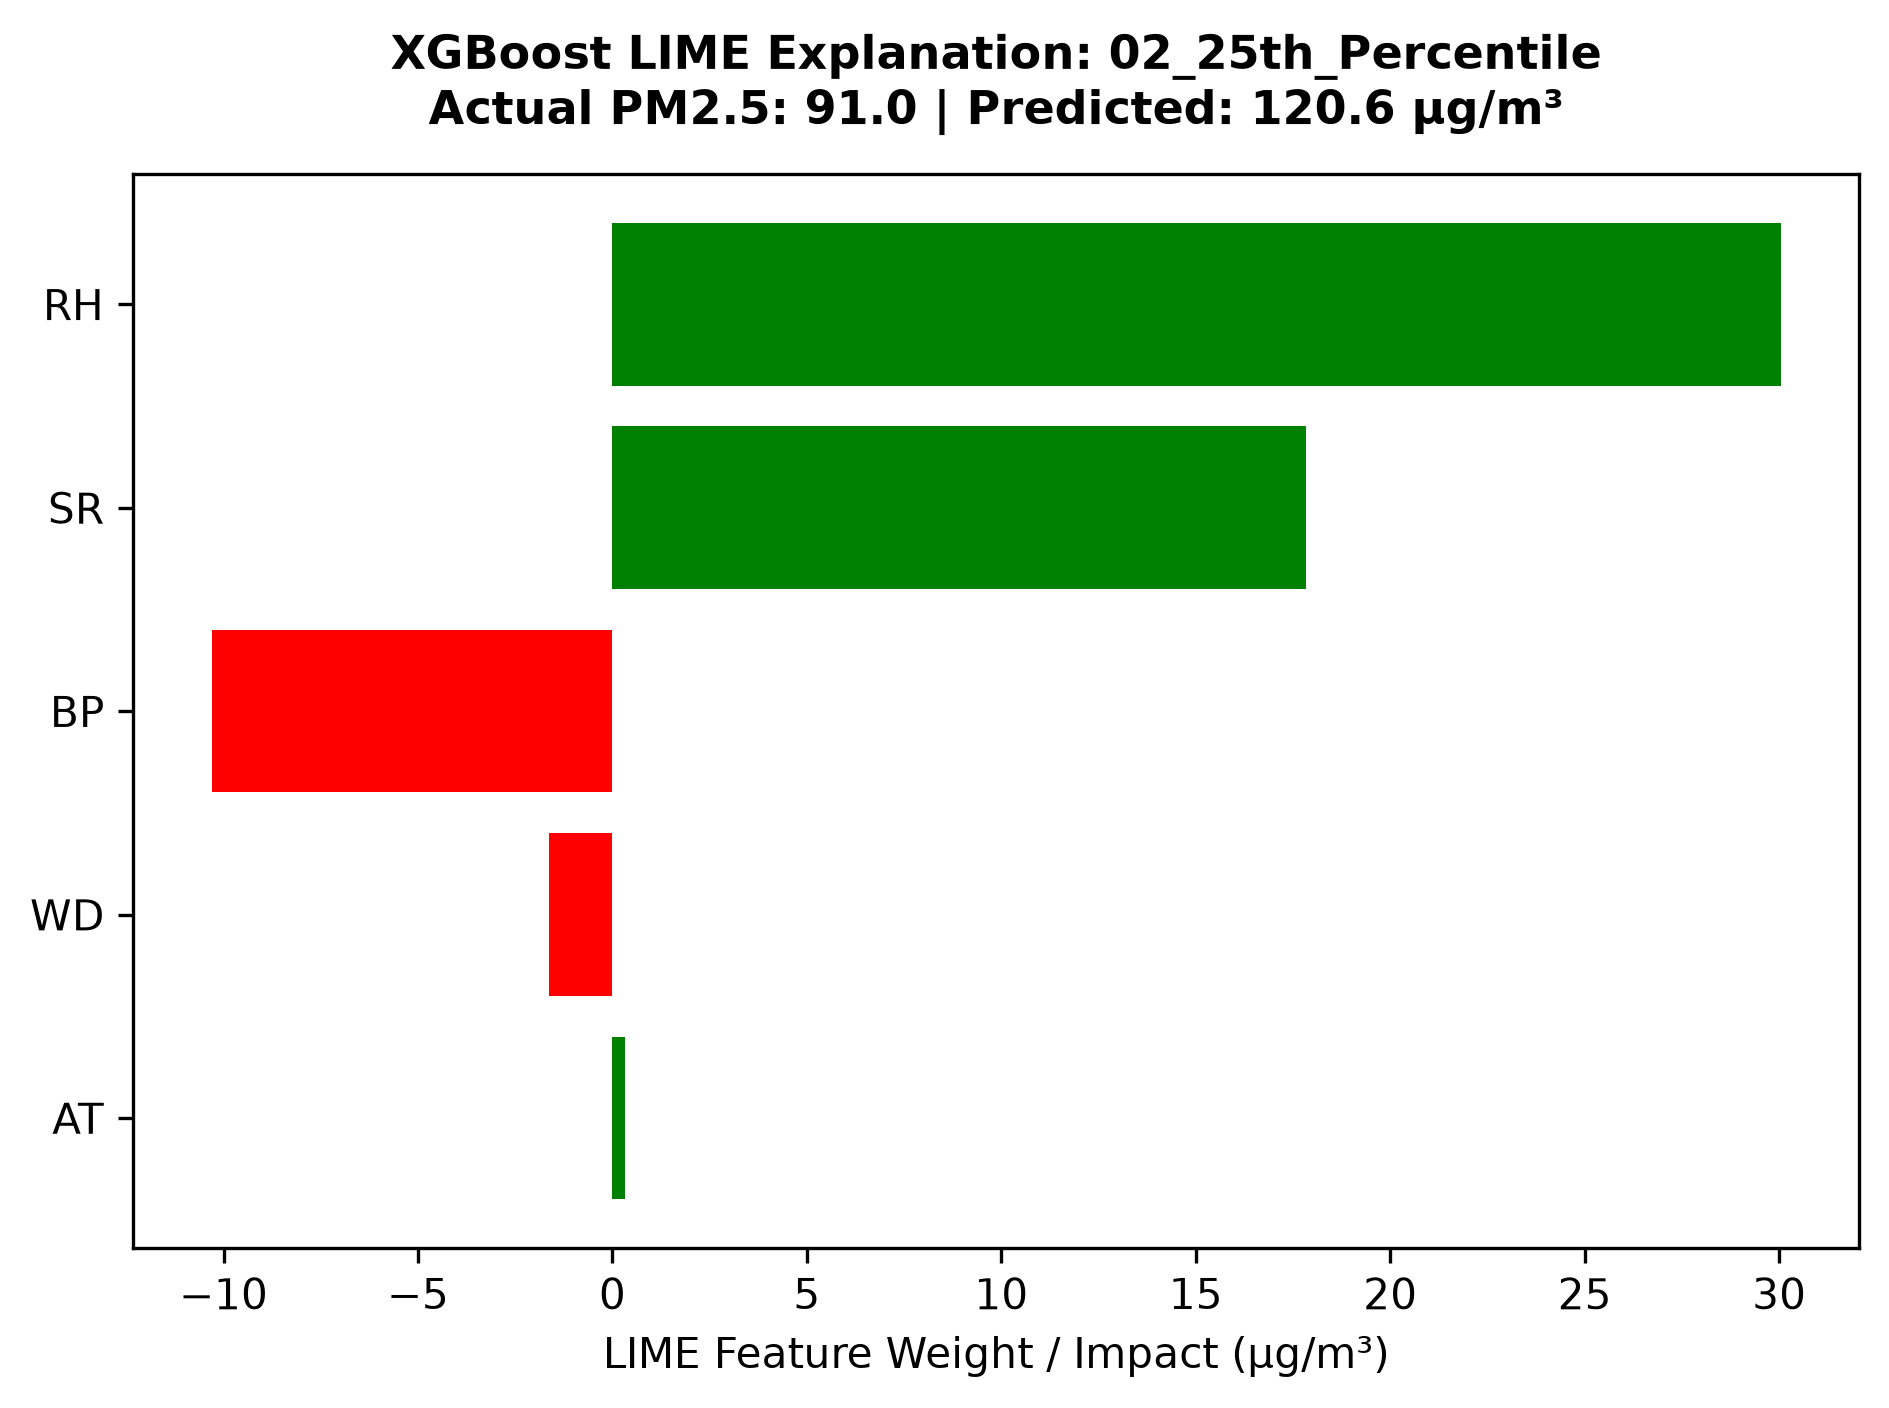 XGBoost LIME Explanation: 02_25th_Percentile
Actual PM2.5: 91.0 | Predicted: 120.6 µg/m³
RH
SR
BP
WD
AT
−10 −5 0 5 10 15 20 25 30
LIME Feature Weight / Impact (µg/m³)